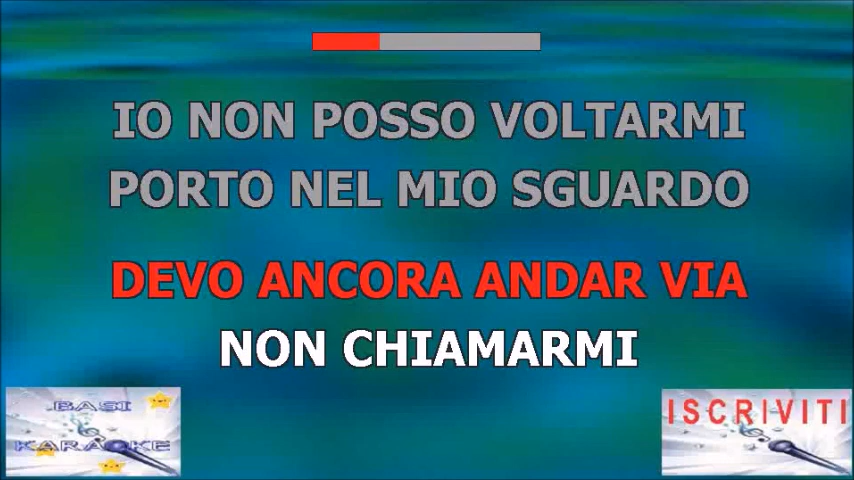 IO NON POSSO VOLTARMI
PORTO NEL MIO SGUARDO
DEVO ANCORA ANDAR VIA
NON CHIAMARMI
BASI
KARAOKE
ISCRIVITI